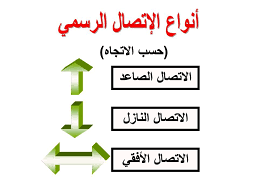 أنواع الإتصال الرسمي
(حسب الاتجاه)
الاتصال الصاعد
الاتصال النازل
الاتصال الأفقي